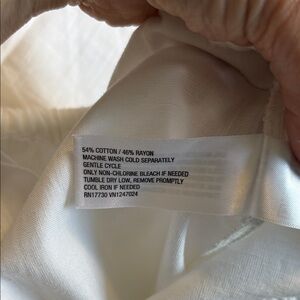 54% COTTON / 46% RAYON
MACHINE WASH COLD SEPARATELY
GENTLE CYCLE
ONLY NON-CHLORINE BLEACH IF NEEDED
TUMBLE DRY LOW, REMOVE PROMPTLY
COOL IRON IF NEEDED
RN17730 VN1247024